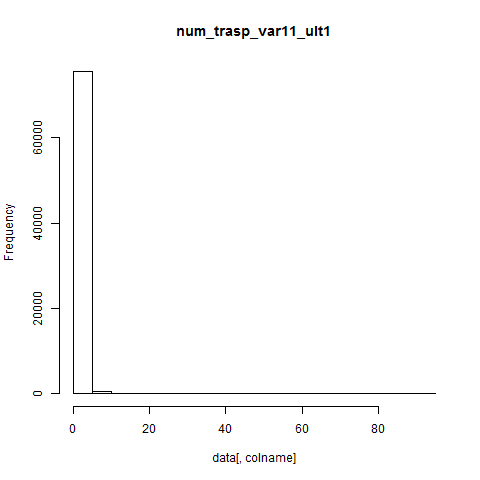 num_trasp_var11_ult1
Frequency
60000
40000
20000
0
0 20 40 60 80
data[, colname]